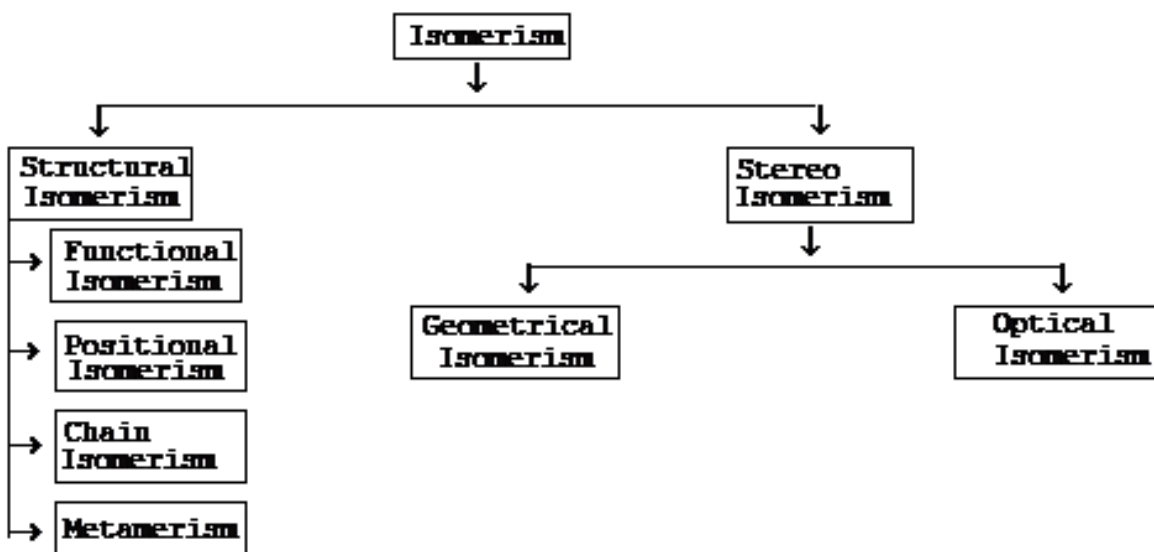 Isomerism
Structural
Isomerism
Stereo
Isomerism
Functional
Isomerism
Positional
Isomerism
Chain
Isomerism
Metamerism
Geometrical
Isomerism
Optical
Isomerism